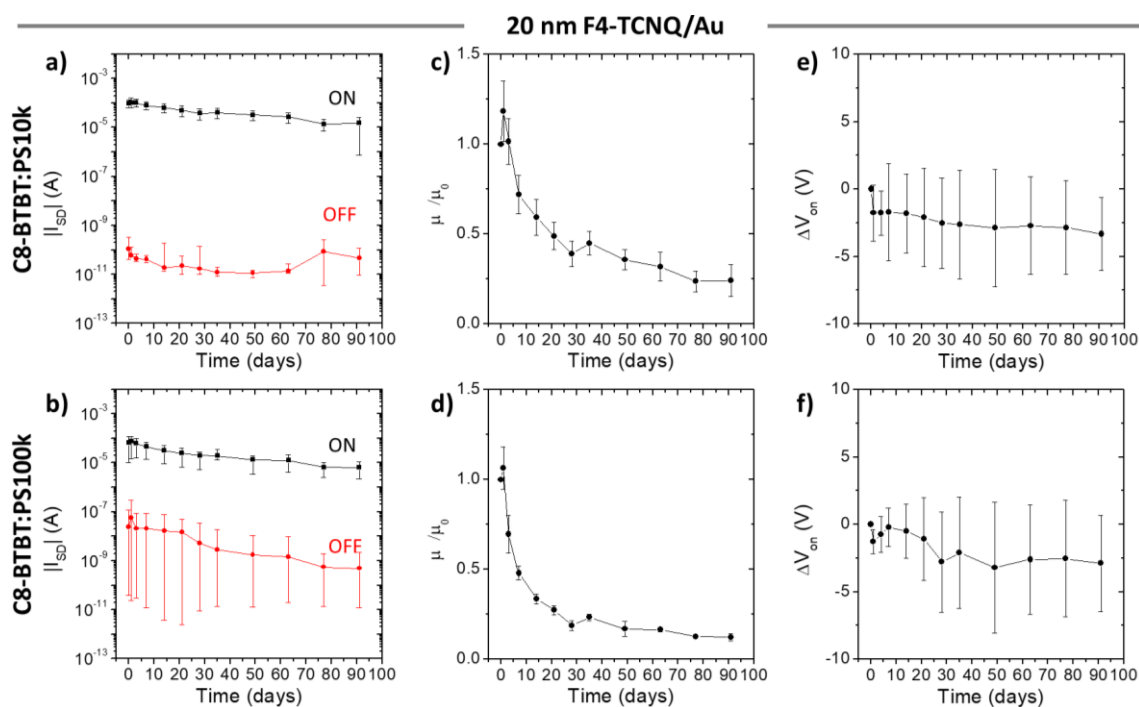 20 nm F4-TCNQ/Au
C8-BTBT:PS10k
a)
10⁻³
10⁻⁵
10⁻⁷
10⁻⁹
10⁻¹¹
10⁻¹³
|I_SD| (A)
ON
OFF
0 10 20 30 40 50 60 70 80 90 100
Time (days)
c)
1.5
1.0
0.5
0.0
μ /μ₀
0 10 20 30 40 50 60 70 80 90 100
Time (days)
e)
10
5
0
-5
-10
ΔV_on (V)
0 10 20 30 40 50 60 70 80 90 100
Time (days)
C8-BTBT:PS100k
b)
10⁻³
10⁻⁵
10⁻⁷
10⁻⁹
10⁻¹¹
10⁻¹³
|I_SD| (A)
ON
OFF
0 10 20 30 40 50 60 70 80 90 100
Time (days)
d)
1.5
1.0
0.5
0.0
μ /μ₀
0 10 20 30 40 50 60 70 80 90 100
Time (days)
f)
10
5
0
-5
-10
ΔV_on (V)
0 10 20 30 40 50 60 70 80 90 100
Time (days)